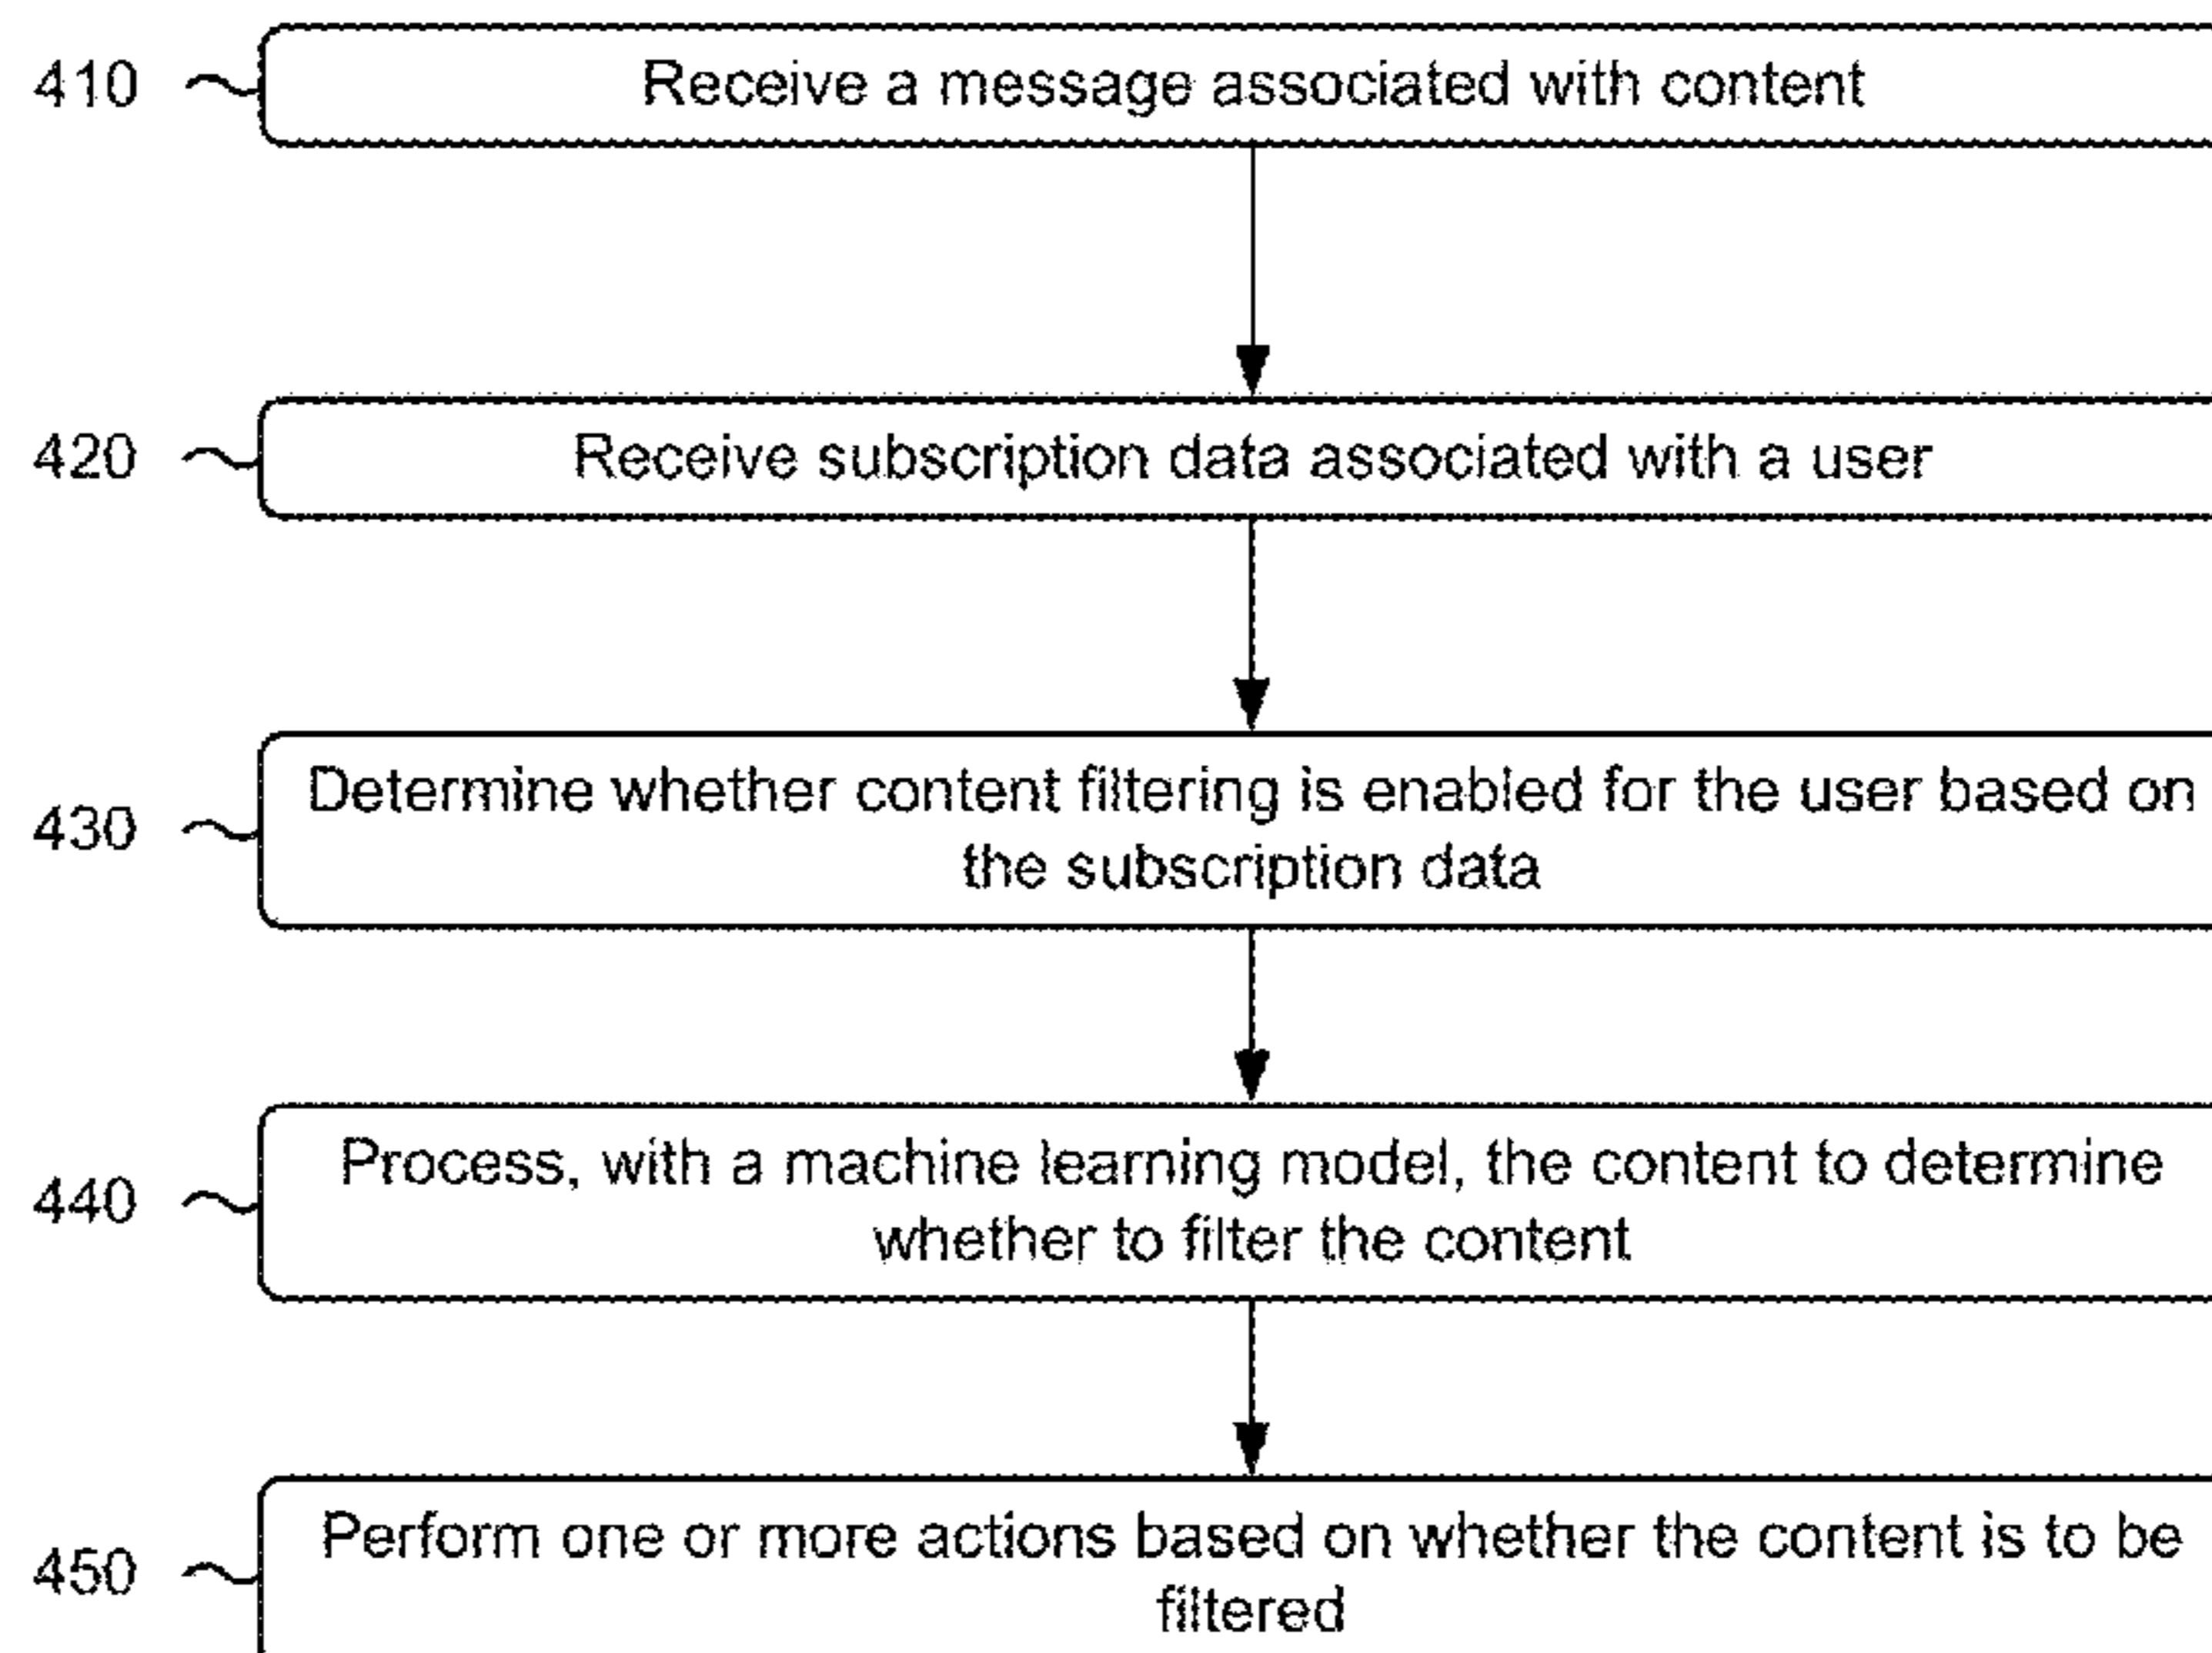 410 Receive a message associated with content
420 Receive subscription data associated with a user
430 Determine whether content filtering is enabled for the user based on
the subscription data
440 Process, with a machine learning model, the content to determine
whether to filter the content
450 Perform one or more actions based on whether the content is to be
filtered